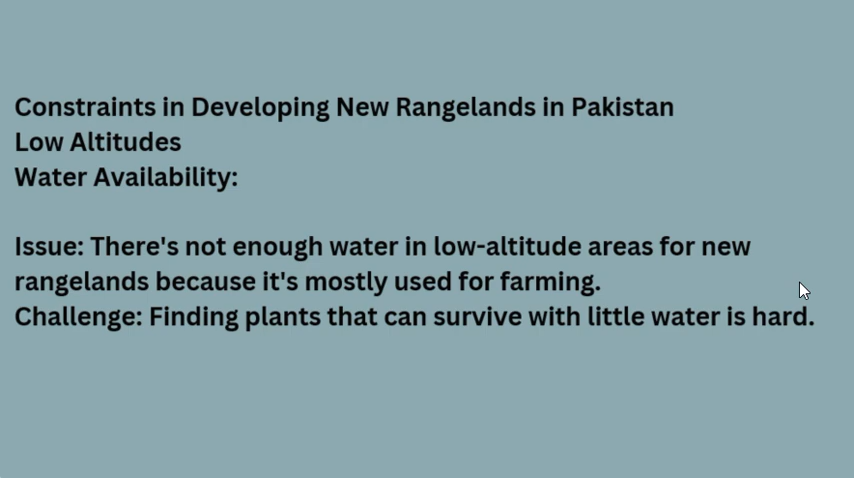 Constraints in Developing New Rangelands in Pakistan
Low Altitudes
Water Availability:
Issue: There's not enough water in low-altitude areas for new
rangelands because it's mostly used for farming.
Challenge: Finding plants that can survive with little water is hard.